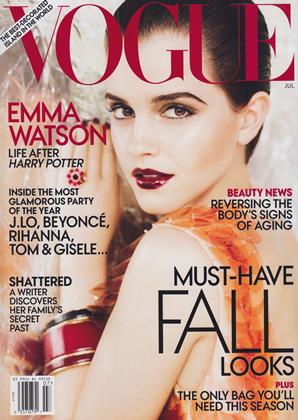 THE BEST-DECORATED
ISLAND IN THE WORLD
VOGUE
JUL
EMMA
WATSON
LIFE AFTER
HARRY POTTER
INSIDE THE MOST
GLAMOROUS PARTY
OF THE YEAR
J.LO, BEYONCÉ,
RIHANNA,
TOM & GISELE...
SHATTERED
A WRITER
DISCOVERS
HER FAMILY'S
SECRET
PAST
BEAUTY NEWS
REVERSING THE
BODY'S SIGNS
OF AGING
MUST-HAVE
FALL
LOOKS
PLUS
THE ONLY BAG YOU'LL
NEED THIS SEASON